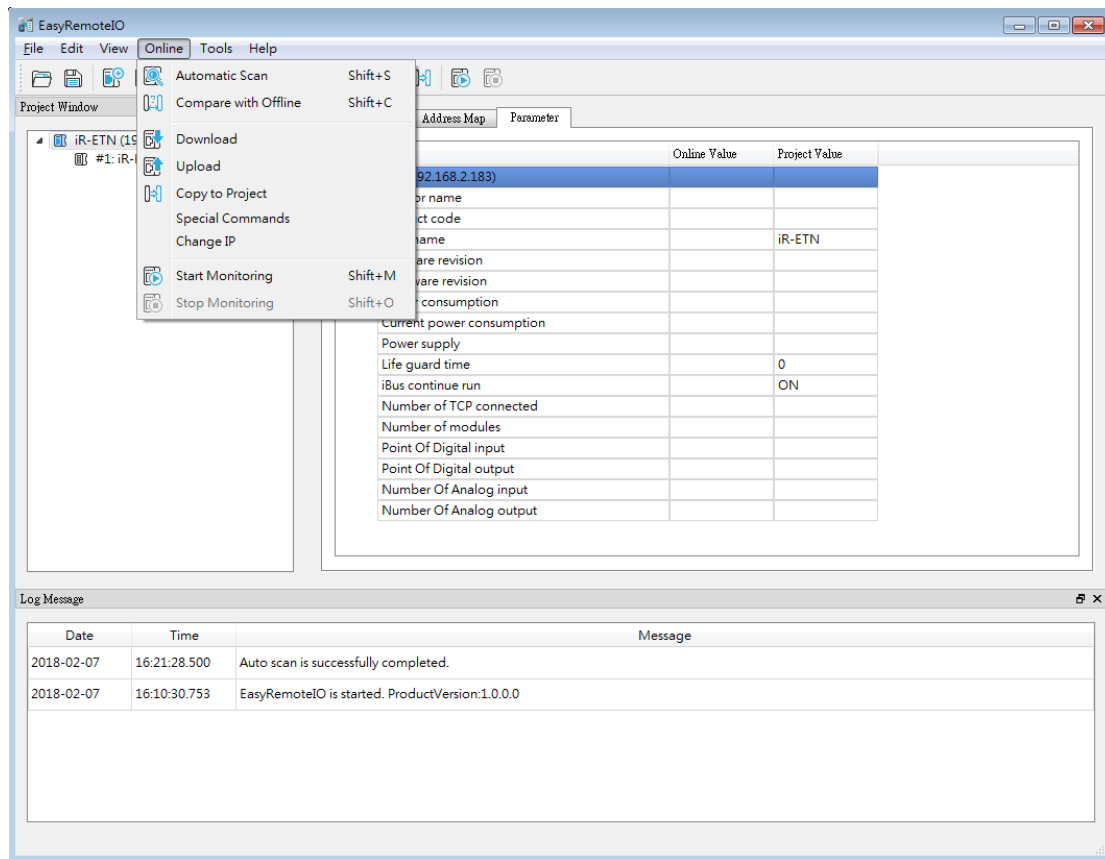 EasyRemoteIO
File Edit View Online Tools Help
Automatic Scan Shift+S
Compare with Offline Shift+C
Download
Upload
Copy to Project
Special Commands
Change IP
Start Monitoring Shift+M
Stop Monitoring Shift+O
Project Window
iR-ETN (19
#1: iR-
Address Map Parameter
Online Value Project Value
92.168.2.183)
or name
ct code
name iR-ETN
are revision
ware revision
consumption
Current power consumption
Power supply
Life guard time 0
iBus continue run ON
Number of TCP connected
Number of modules
Point Of Digital input
Point Of Digital output
Number Of Analog input
Number Of Analog output
Log Message
Date Time Message
2018-02-07 16:21:28.500 Auto scan is successfully completed.
2018-02-07 16:10:30.753 EasyRemoteIO is started. ProductVersion:1.0.0.0